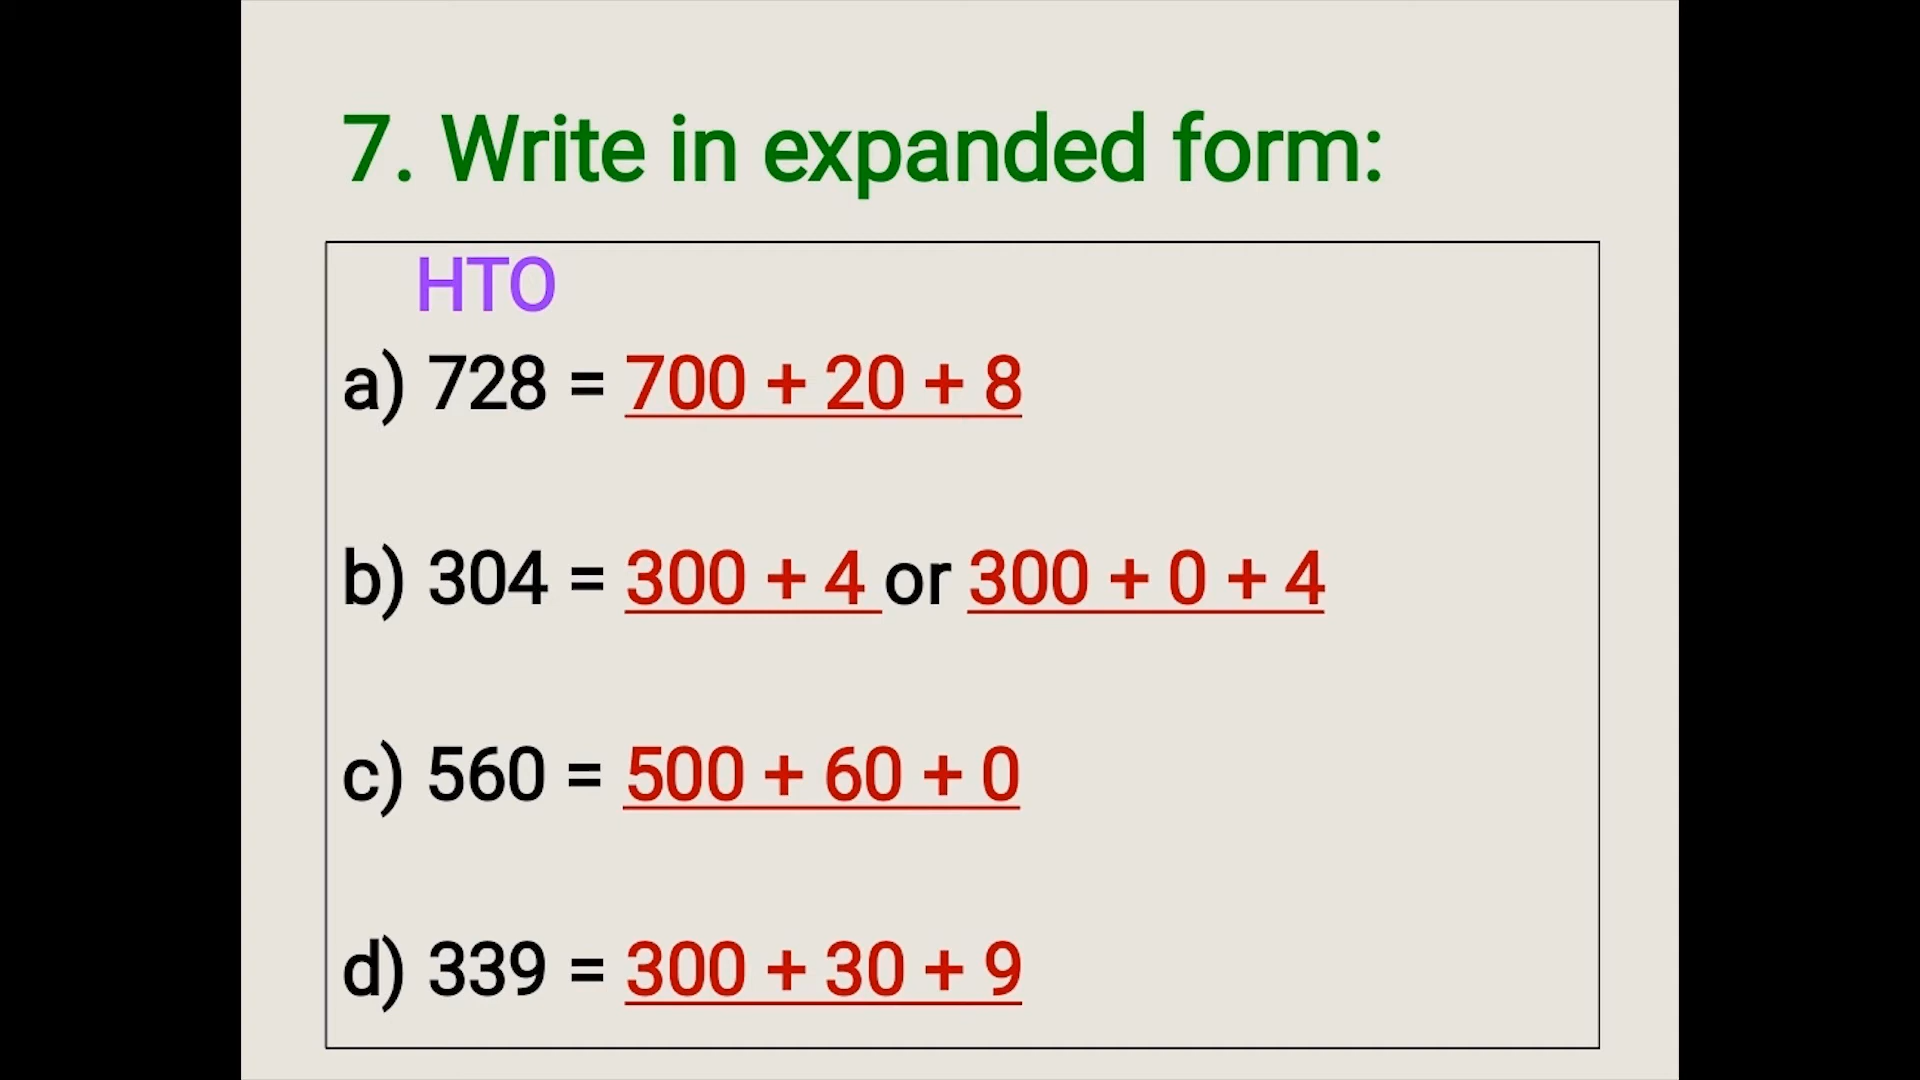 7. Write in expanded form:
HTO
a) 728 = 700 + 20 + 8
b) 304 = 300 + 4 or 300 + 0 + 4
c) 560 = 500 + 60 + 0
d) 339 = 300 + 30 + 9